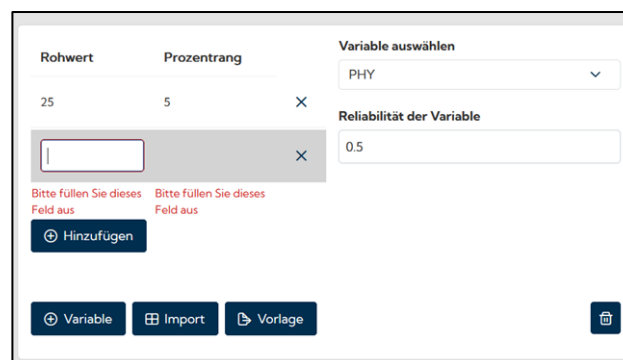 Rohwert Prozentrang
25 5
Bitte füllen Sie dieses Feld aus
Bitte füllen Sie dieses Feld aus
Hinzufügen
Variable auswählen
PHY
Reliabilität der Variable
0.5
Variable Import Vorlage